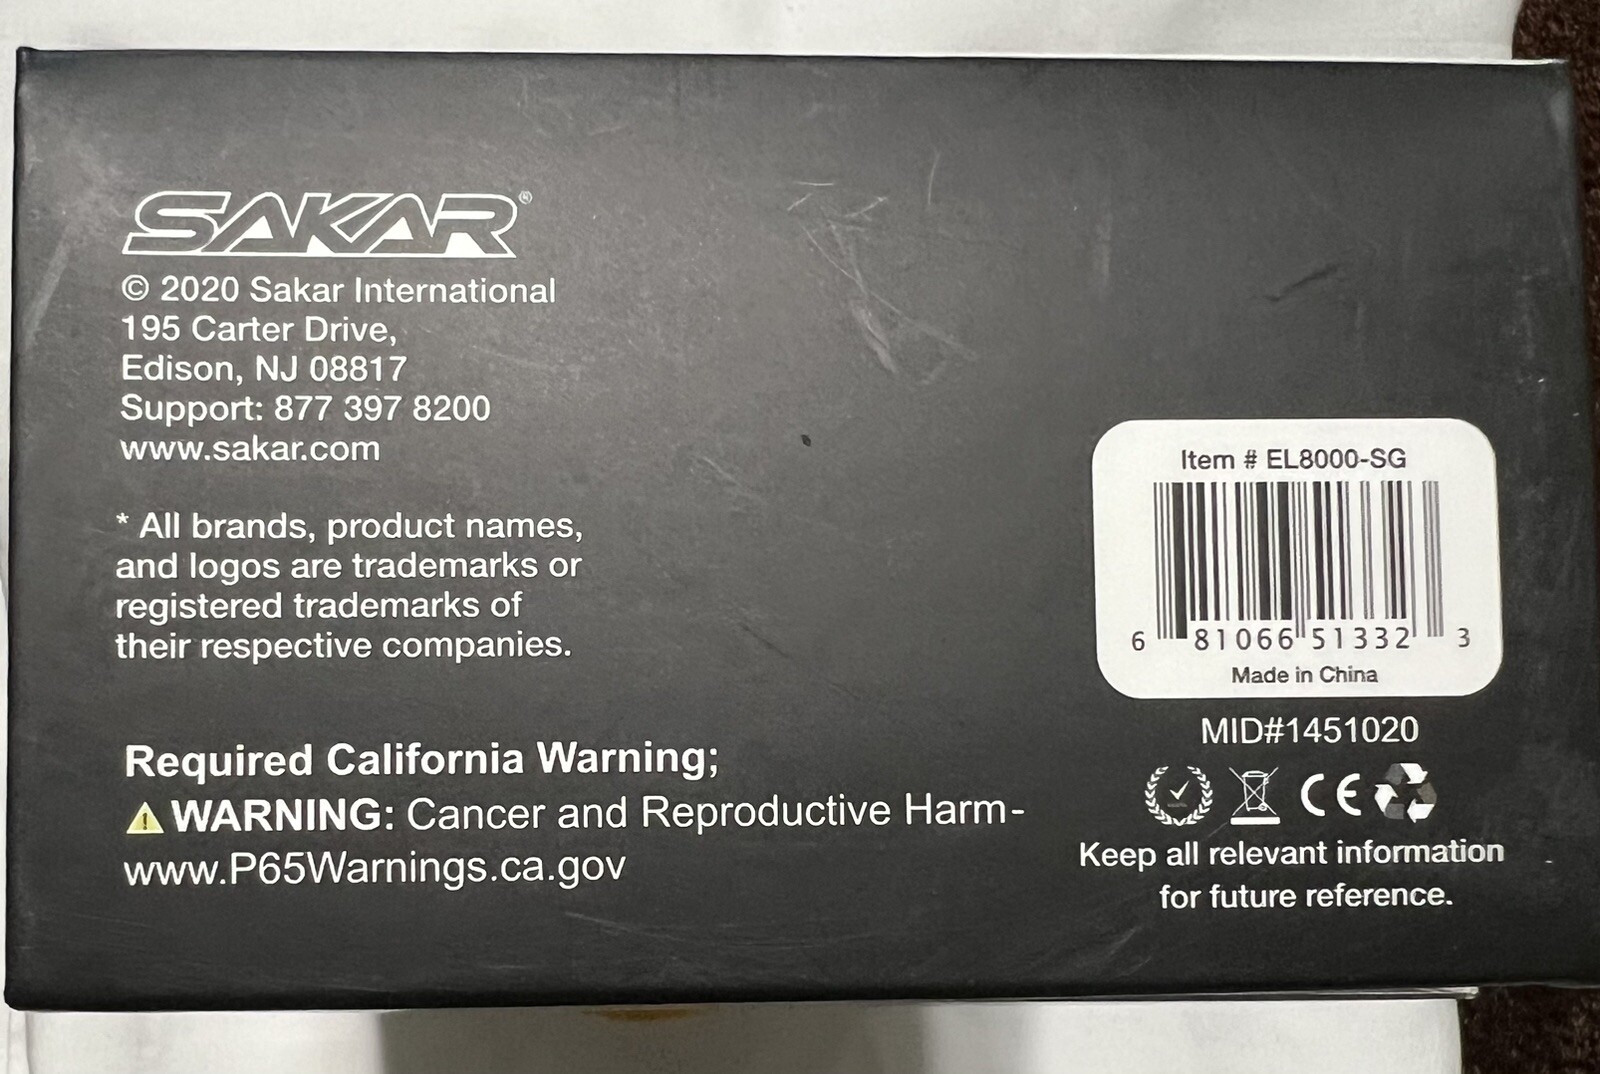 SAKAR®
© 2020 Sakar International
195 Carter Drive,
Edison, NJ 08817
Support: 877 397 8200
www.sakar.com
* All brands, product names,
and logos are trademarks or
registered trademarks of
their respective companies.
Required California Warning;
WARNING: Cancer and Reproductive Harm-
www.P65Warnings.ca.gov
Item # EL8000-SG
6 81066 51332 3
Made in China
MID#1451020
CE
Keep all relevant information
for future reference.